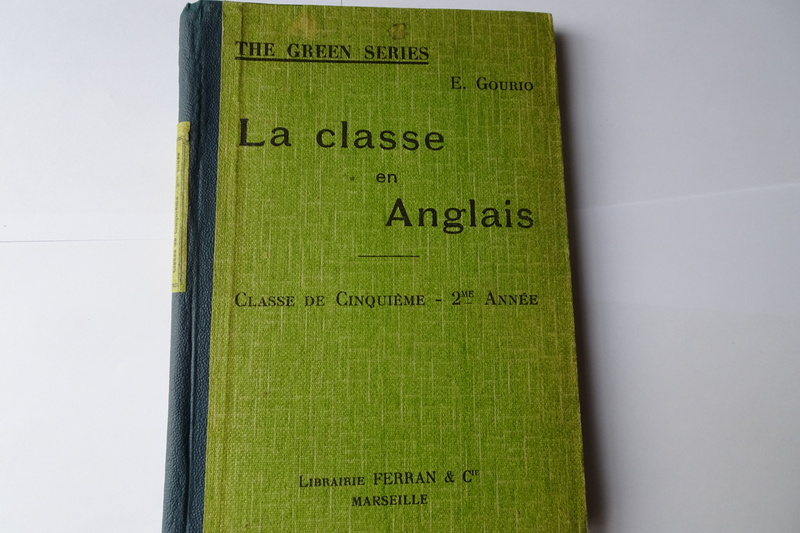 THE GREEN SERIES
E. GOURIO
La classe
en
Anglais
CLASSE DE CINQUIÈME - 2ME ANNÉE
LIBRAIRIE FERRAN & CIE
MARSEILLE